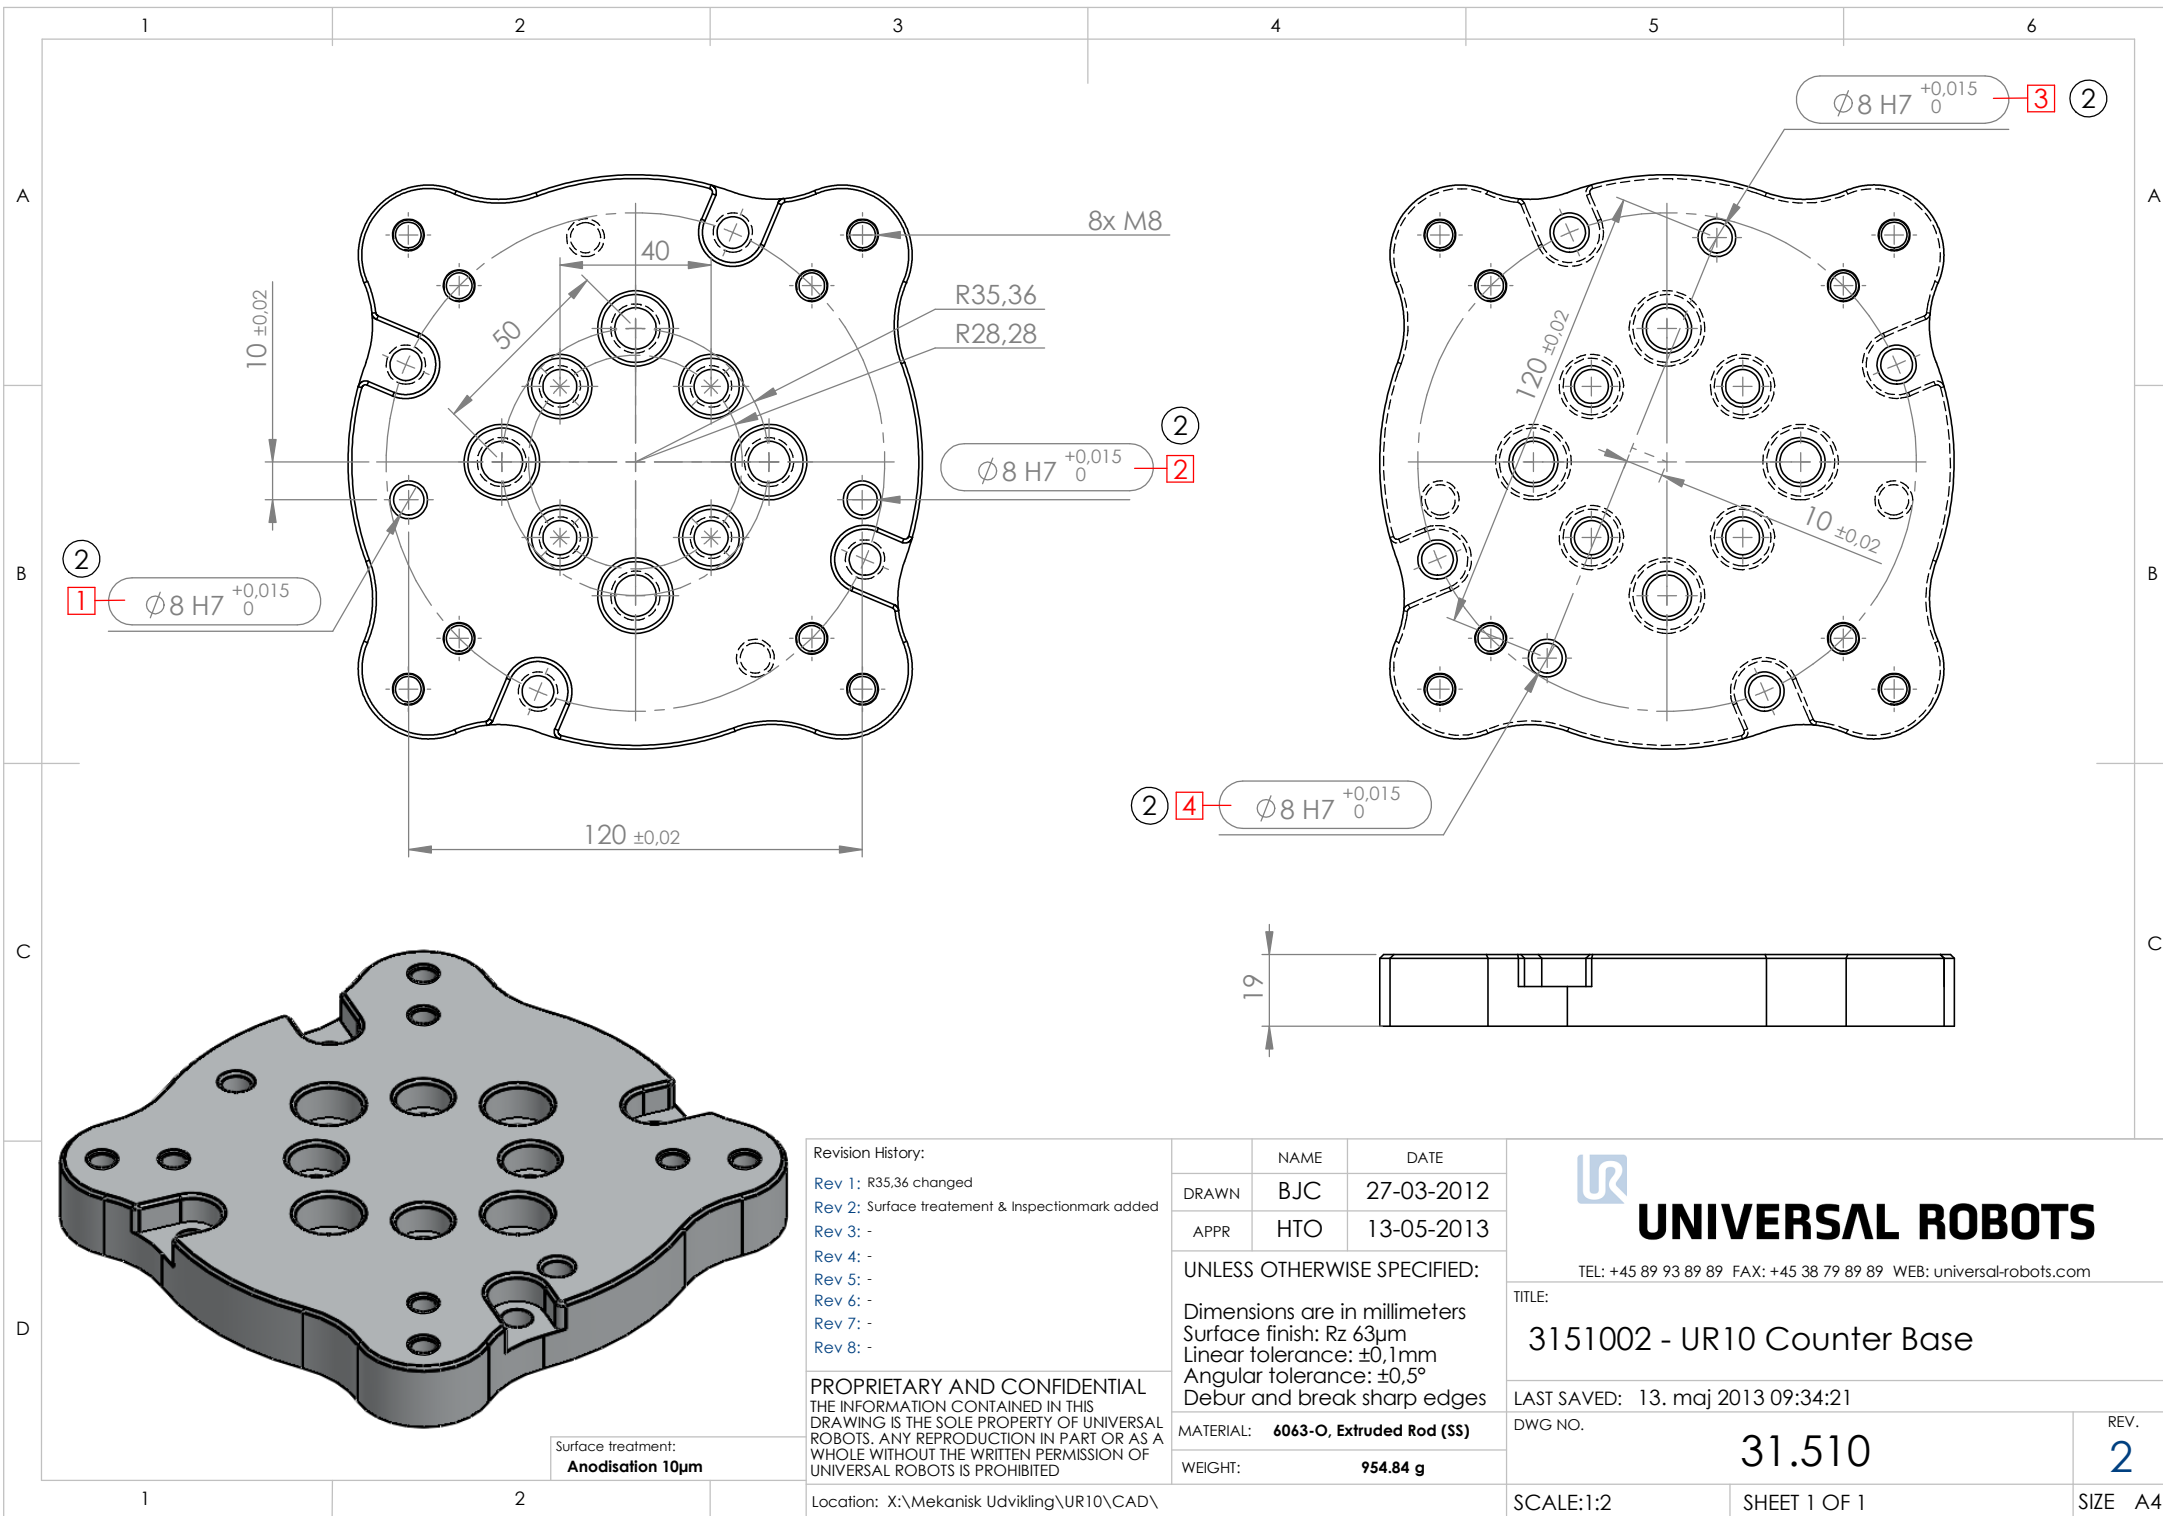 1 2 3 4 5 6
A
B
C
D
A
B
C
8x M8
40
50
10 ±0,02
R35,36
R28,28
2
∅8 H7 +0,015 0
2
2
1
∅8 H7 +0,015 0
120 ±0,02
∅8 H7 +0,015 0
3
2
120 ±0,02
10 ±0,02
2
4
∅8 H7 +0,015 0
19
Surface treatment:
Anodisation 10µm
Revision History:
Rev 1: R35,36 changed
Rev 2: Surface treatement & Inspectionmark added
Rev 3: -
Rev 4: -
Rev 5: -
Rev 6: -
Rev 7: -
Rev 8: -
PROPRIETARY AND CONFIDENTIAL
THE INFORMATION CONTAINED IN THIS
DRAWING IS THE SOLE PROPERTY OF UNIVERSAL
ROBOTS. ANY REPRODUCTION IN PART OR AS A
WHOLE WITHOUT THE WRITTEN PERMISSION OF
UNIVERSAL ROBOTS IS PROHIBITED
Location: X:\Mekanisk Udvikling\UR10\CAD\
NAME DATE
DRAWN BJC 27-03-2012
APPR HTO 13-05-2013
UNLESS OTHERWISE SPECIFIED:
Dimensions are in millimeters
Surface finish: Rz 63µm
Linear tolerance: ±0,1mm
Angular tolerance: ±0,5°
Debur and break sharp edges
MATERIAL: 6063-O, Extruded Rod (SS)
WEIGHT: 954.84 g
UR
UNIVERSAL ROBOTS
TEL: +45 89 93 89 89 FAX: +45 38 79 89 89 WEB: universal-robots.com
TITLE:
3151002 - UR10 Counter Base
LAST SAVED: 13. maj 2013 09:34:21
DWG NO.
31.510
REV.
2
SCALE:1:2
SHEET 1 OF 1
SIZE A4
1 2